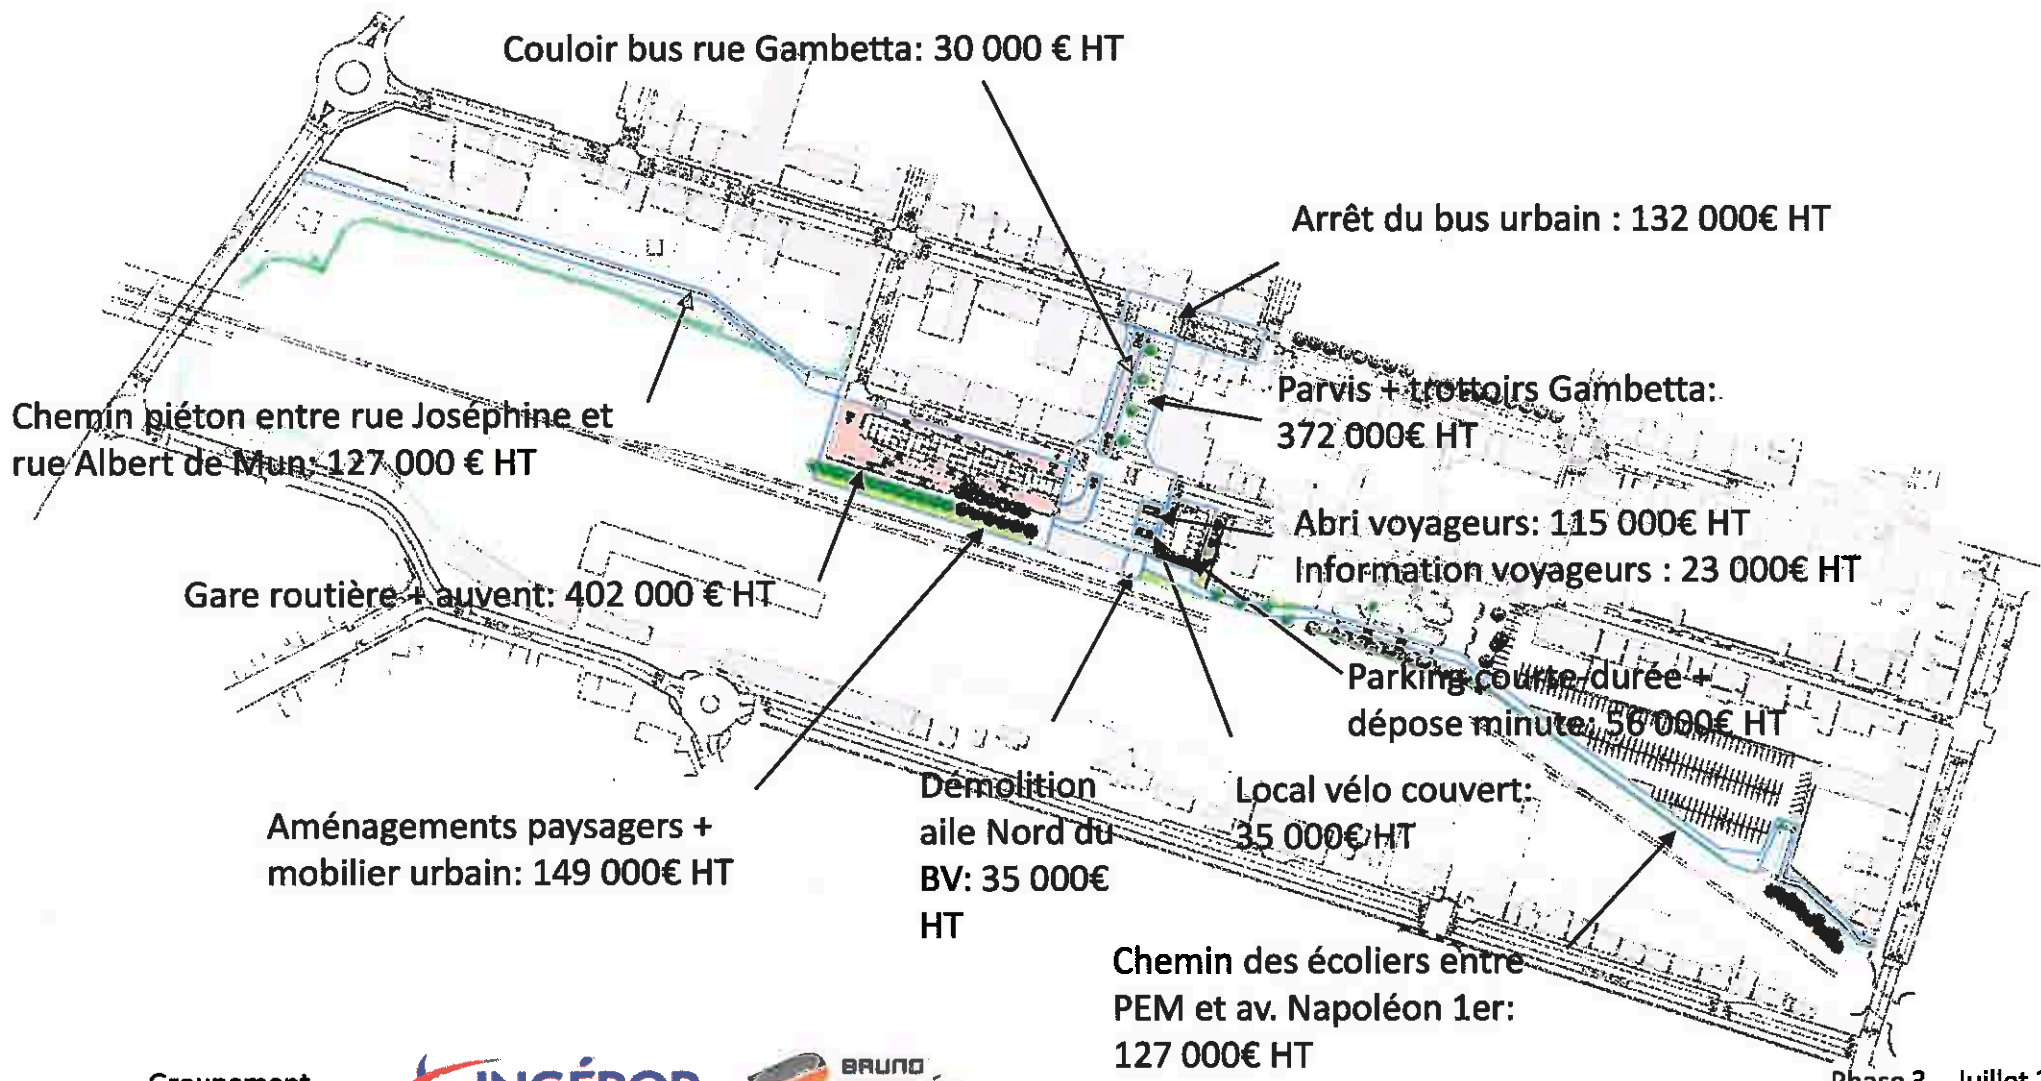 Couloir bus rue Gambetta: 30 000 € HT
Arrêt du bus urbain : 132 000€ HT
Parvis + trottoirs Gambetta:
372 000€ HT
Chemin piéton entre rue Joséphine et
rue Albert de Mun: 127 000 € HT
Abri voyageurs: 115 000€ HT
Information voyageurs : 23 000€ HT
Gare routière + auvent: 402 000 € HT
Parking courte durée +
dépose minute: 56 000€ HT
Démolition
aile Nord du
BV: 35 000€
HT
Local vélo couvert:
35 000€ HT
Aménagements paysagers +
mobilier urbain: 149 000€ HT
Chemin des écoliers entre
PEM et av. Napoléon 1er:
127 000€ HT
Groupement
INGÉROP
BRUNO
Phase 3 Juillet